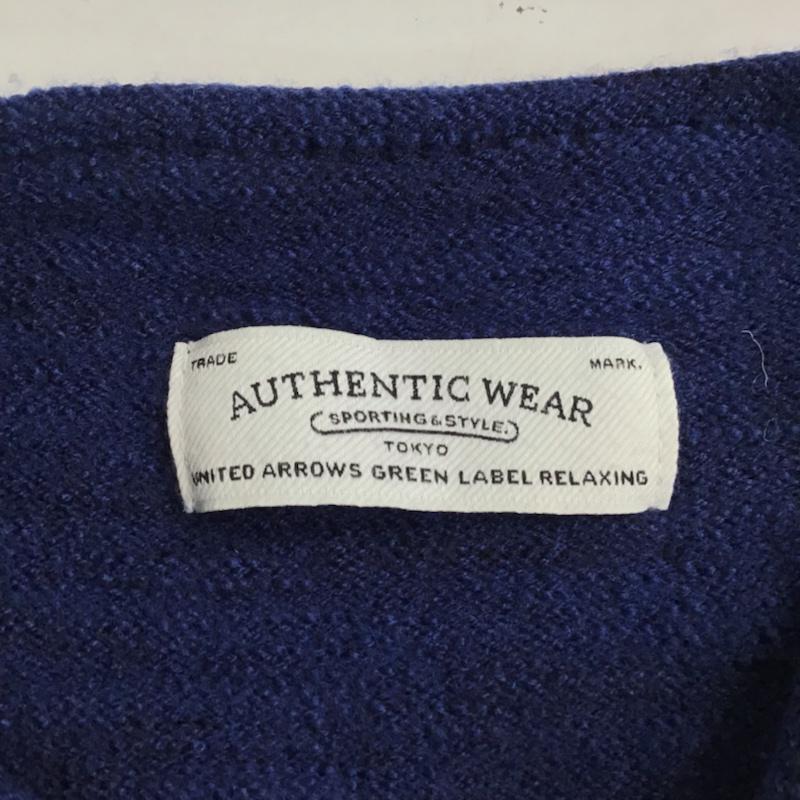 TRADE MARK.
AUTHENTIC WEAR
SPORTING & STYLE.
TOKYO
UNITED ARROWS GREEN LABEL RELAXING